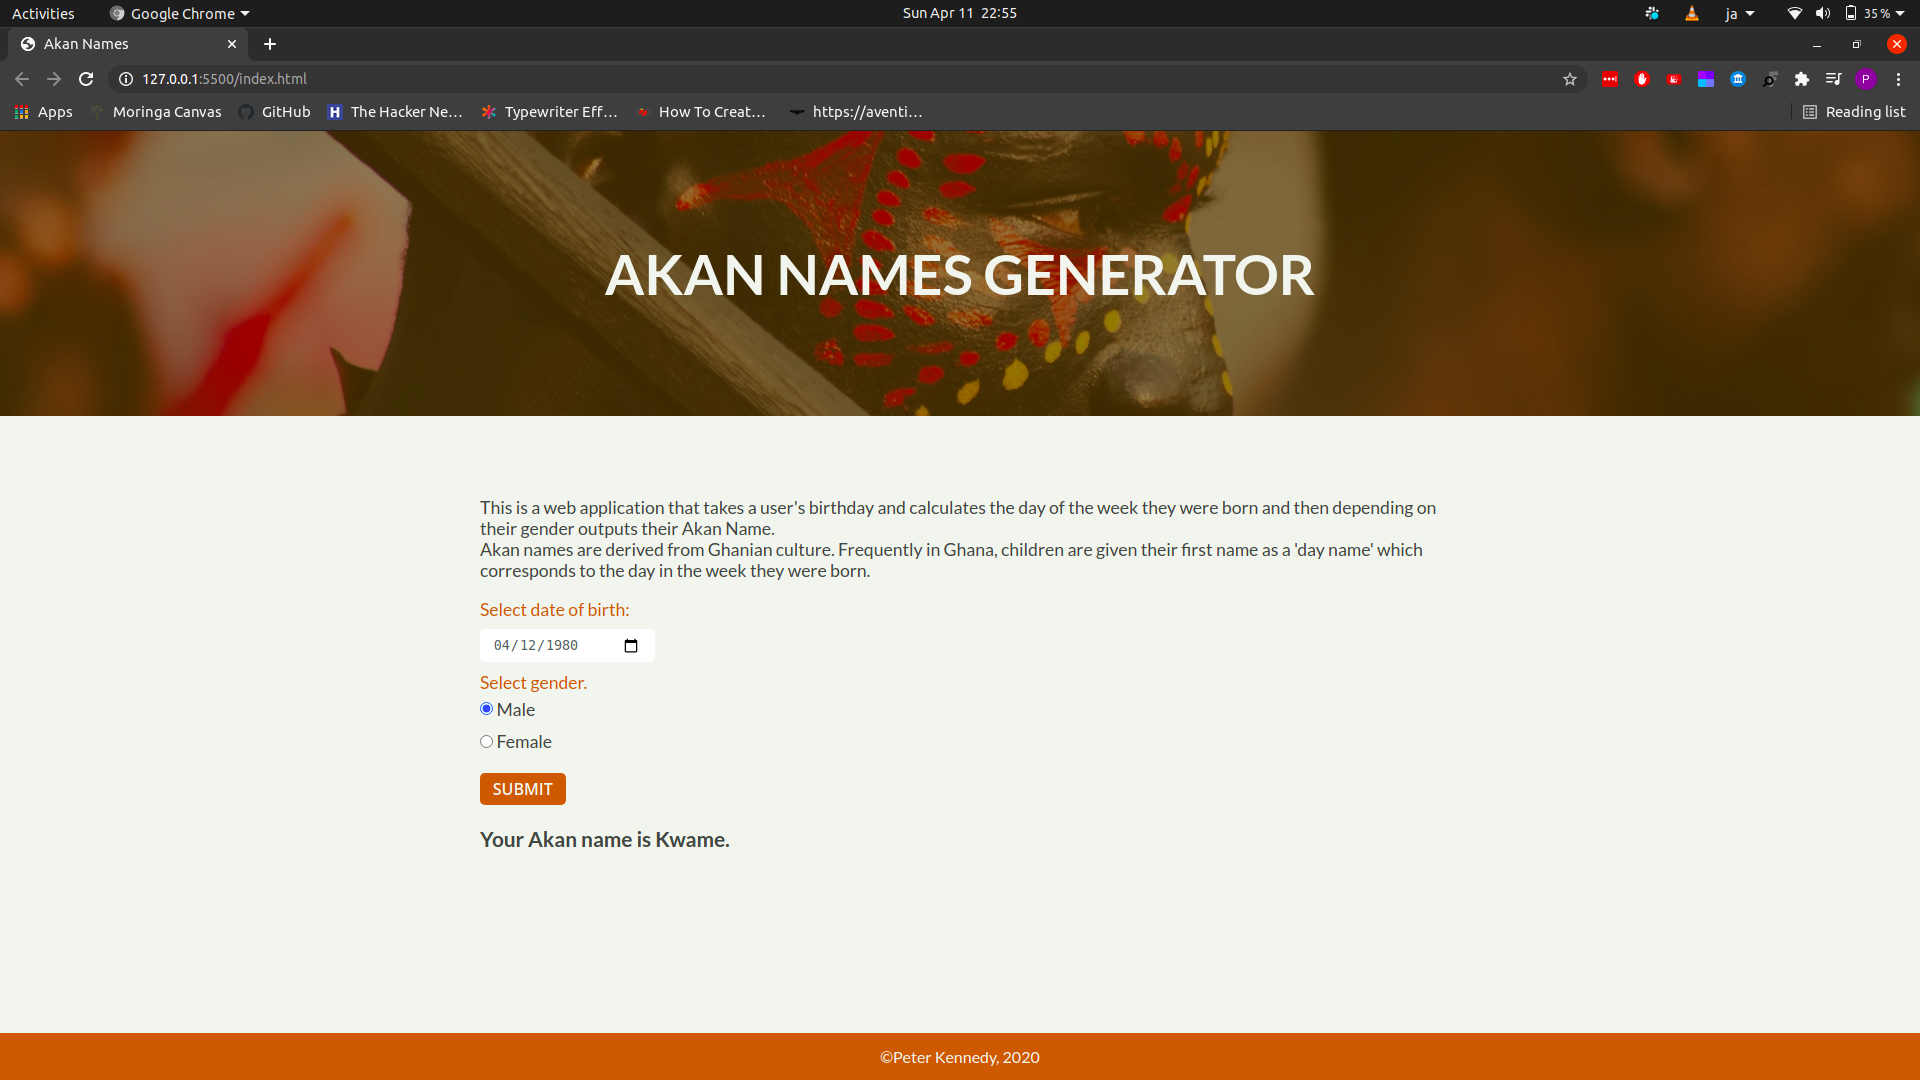 Activities
Google Chrome
Sun Apr 11 22:55
ja
35 %
Akan Names
127.0.0.1:5500/index.html
P
Apps
Moringa Canvas
GitHub
H
The Hacker Ne...
Typewriter Eff...
How To Creat...
https://aventi...
Reading list
AKAN NAMES GENERATOR
This is a web application that takes a user's birthday and calculates the day of the week they were born and then depending on
their gender outputs their Akan Name.
Akan names are derived from Ghanian culture. Frequently in Ghana, children are given their first name as a 'day name' which
corresponds to the day in the week they were born.
Select date of birth:
04/12/1980
Select gender.
Male
Female
SUBMIT
Your Akan name is Kwame.
©Peter Kennedy, 2020